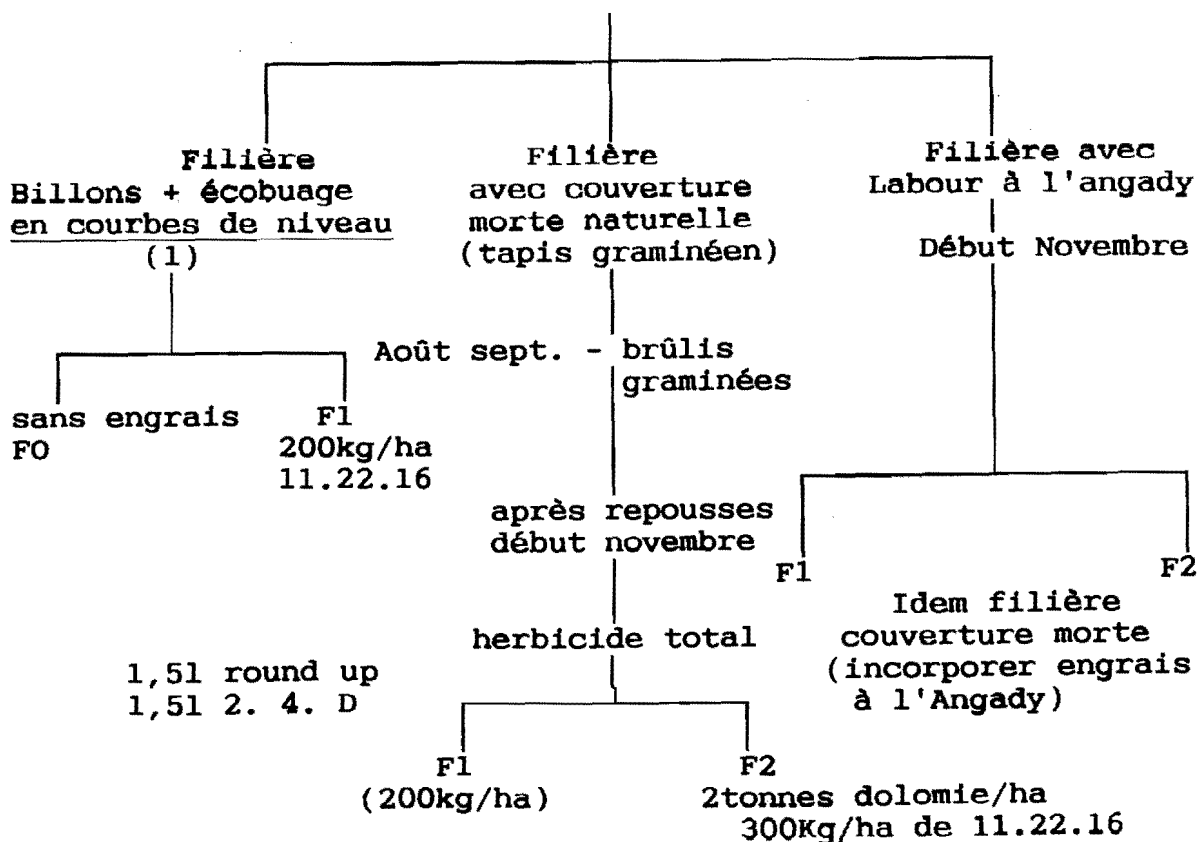 Filière
Billons + écobuage
en courbes de niveau
(1)
sans engrais
F0
F1
200kg/ha
11.22.16
Filière
avec couverture
morte naturelle
(tapis graminéen)
Août sept. - brûlis
graminées
après repousses
début novembre
herbicide total
1,5l round up
1,5l 2. 4. D
F1
(200kg/ha)
F2
2tonnes dolomie/ha
300Kg/ha de 11.22.16
Filière avec
Labour à l'angady
Début Novembre
F1
F2
Idem filière
couverture morte
(incorporer engrais
à l'Angady)